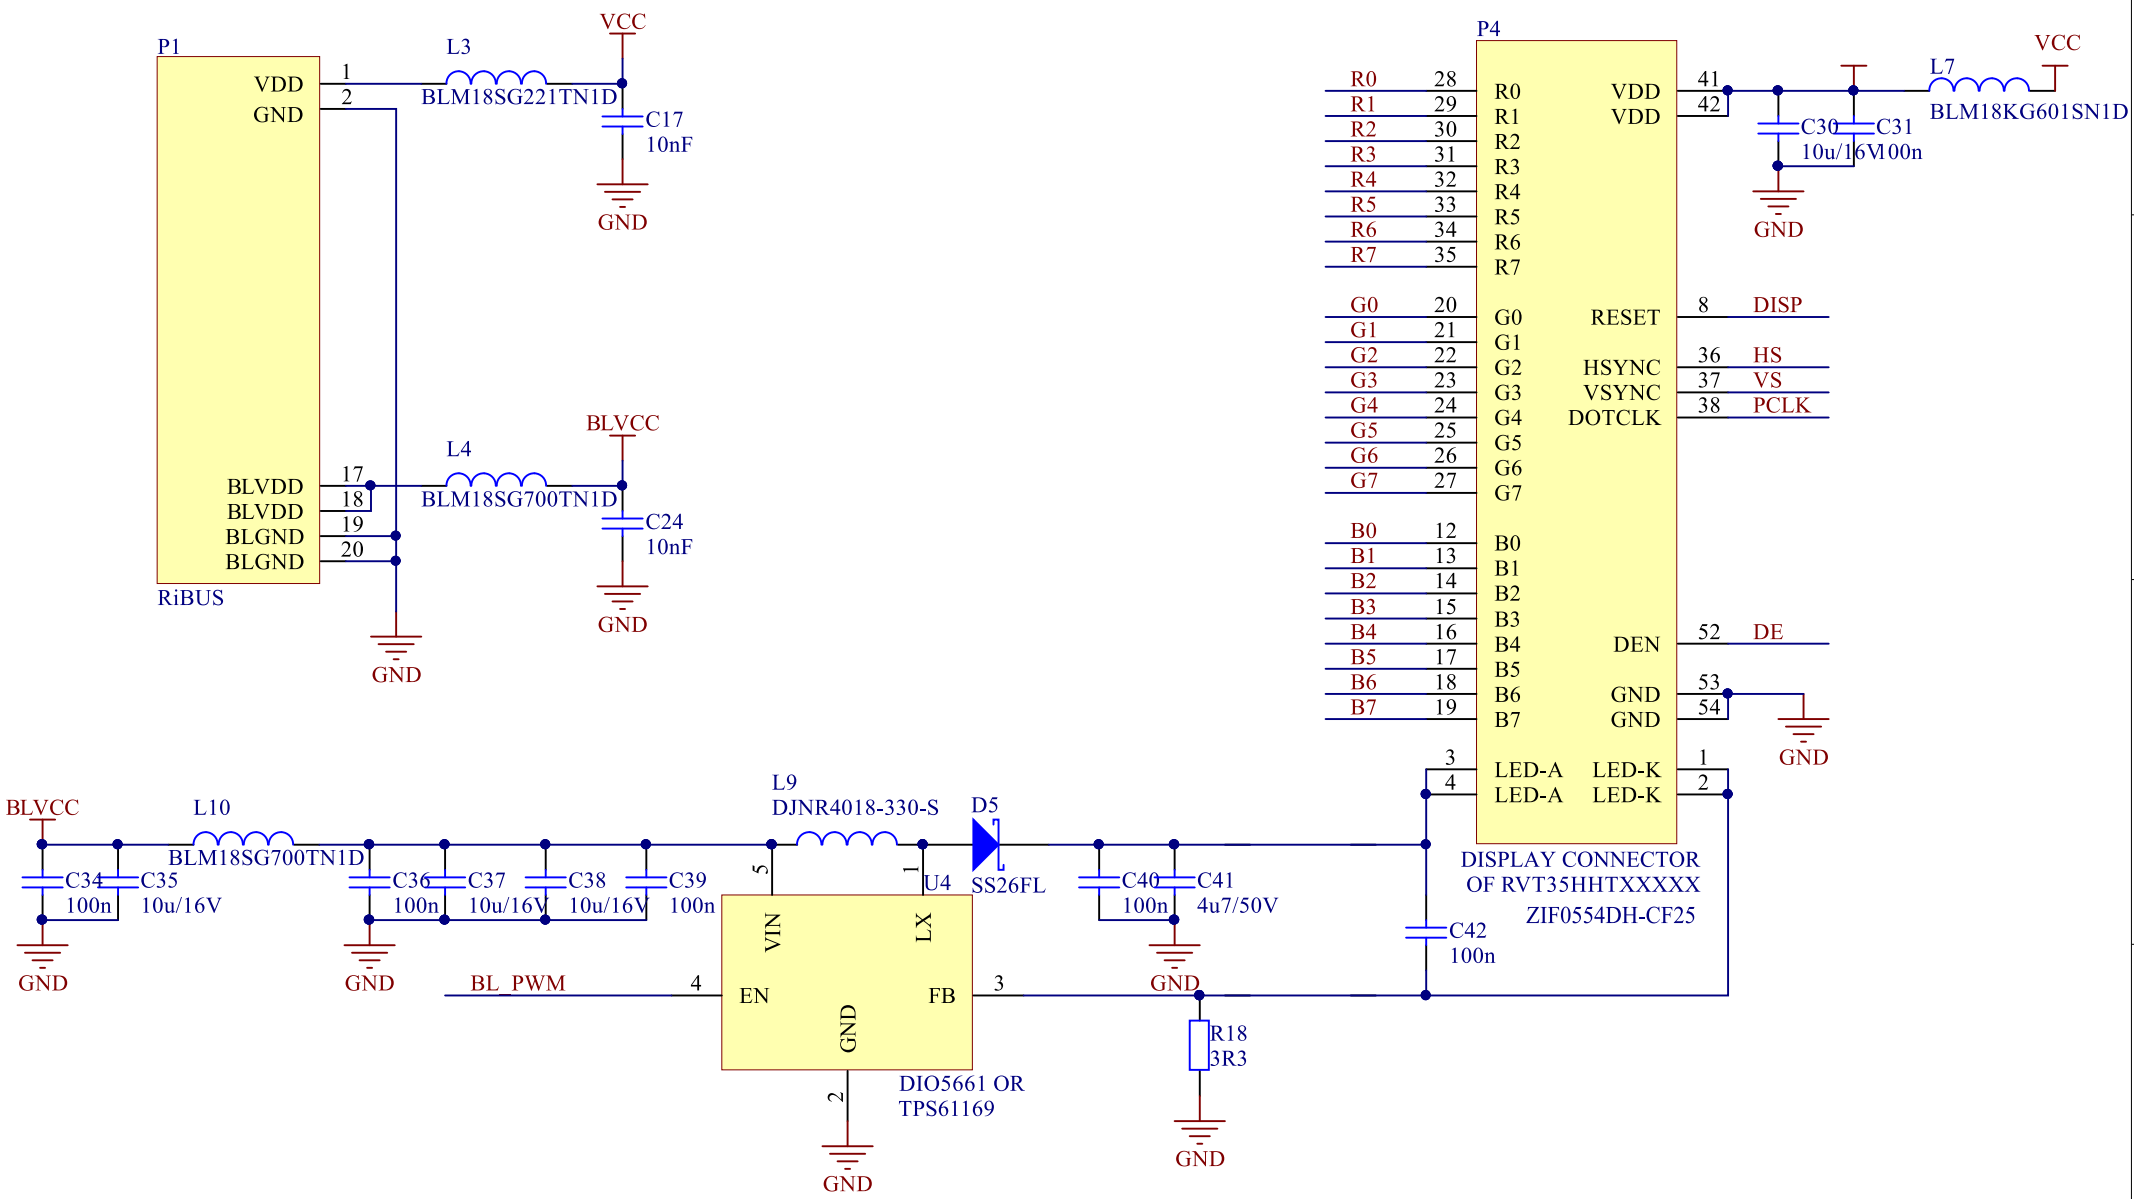 P1
VDD
GND
1
2
BLVDD
BLVDD
BLGND
BLGND
17
18
19
20
RiBUS
GND
L3
BLM18SG221TN1D
VCC
C17
10nF
GND
L4
BLM18SG700TN1D
BLVCC
C24
10nF
GND
P4
R0 28 R0
R1 29 R1
R2 30 R2
R3 31 R3
R4 32 R4
R5 33 R5
R6 34 R6
R7 35 R7
G0 20 G0
G1 21 G1
G2 22 G2
G3 23 G3
G4 24 G4
G5 25 G5
G6 26 G6
G7 27 G7
B0 12 B0
B1 13 B1
B2 14 B2
B3 15 B3
B4 16 B4
B5 17 B5
B6 18 B6
B7 19 B7
3 LED-A
4 LED-A
VDD 41
VDD 42
RESET 8 DISP
HSYNC 36 HS
VSYNC 37 VS
DOTCLK 38 PCLK
DEN 52 DE
GND 53
GND 54
GND
LED-K 1
LED-K 2
DISPLAY CONNECTOR
OF RVT35HHTXXXXX
ZIF0554DH-CF25
C30
10u/16V
C31
100n
GND
L7
BLM18KG601SN1D
VCC
BLVCC
C34
100n
C35
10u/16V
GND
L10
BLM18SG700TN1D
C36
100n
C37
10u/16V
C38
10u/16V
C39
100n
GND
L9
DJNR4018-330-S
D5
SS26FL
5
1
U4
VIN
LX
BL_PWM
4
EN
FB
3
GND
2
DIO5661 OR
TPS61169
GND
C40
100n
C41
4u7/50V
GND
C42
100n
R18
3R3
GND